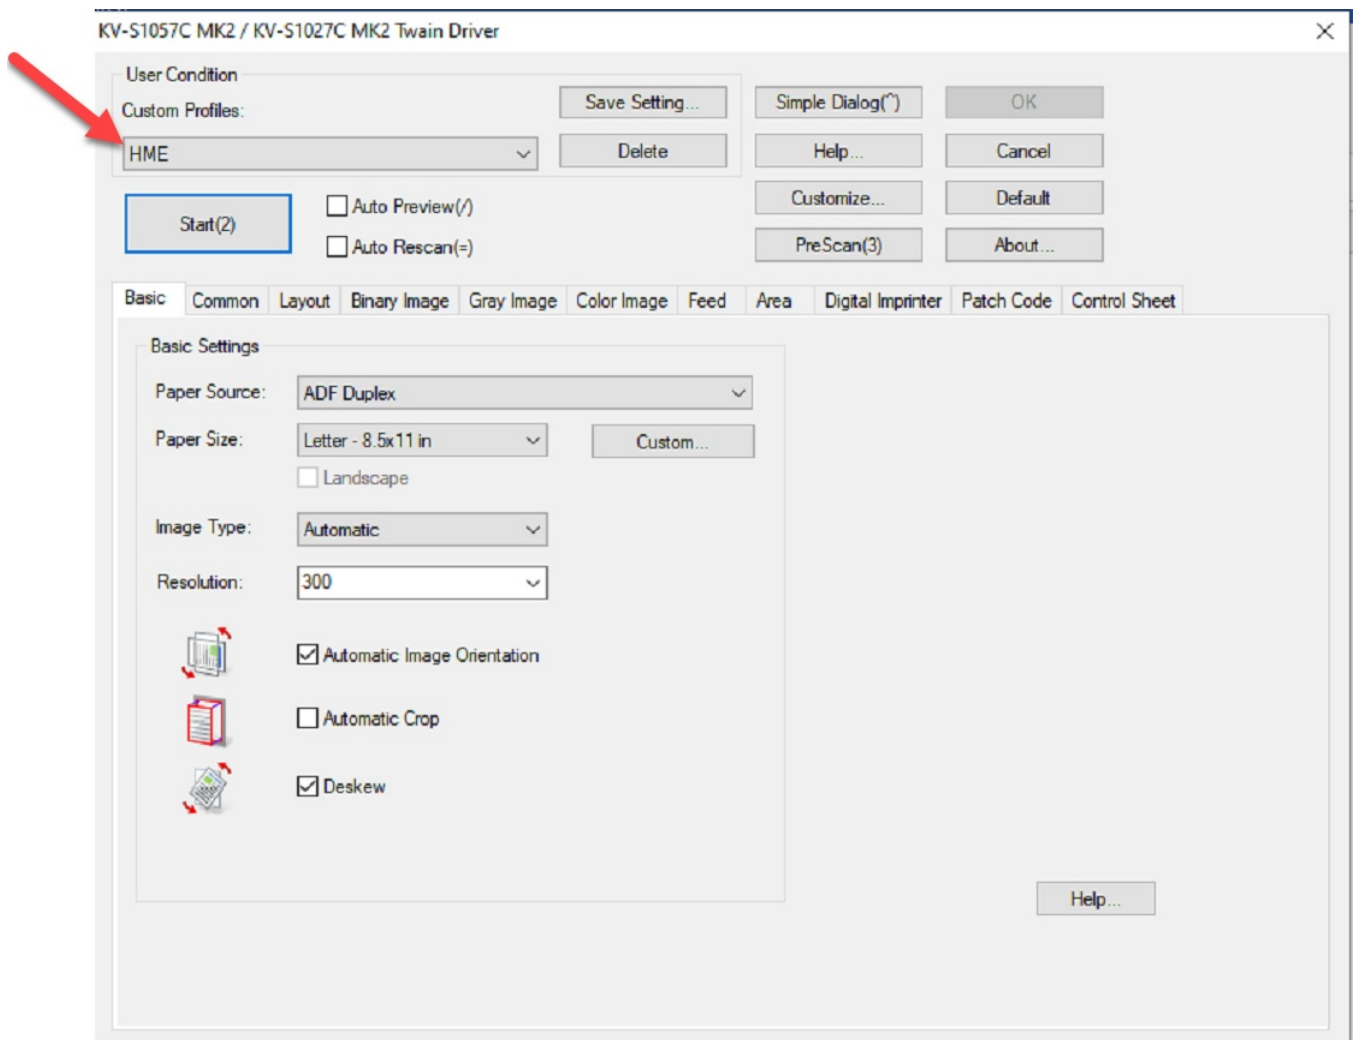 KV-S1057C MK2 / KV-S1027C MK2 Twain Driver
User Condition
Custom Profiles:
HME
Save Setting...
Delete
Simple Dialog(^)
OK
Help...
Cancel
Customize...
Default
PreScan(3)
About...
Start(2)
Auto Preview(/)
Auto Rescan(=)
Basic Common Layout Binary Image Gray Image Color Image Feed Area Digital Imprinter Patch Code Control Sheet
Basic Settings
Paper Source: ADF Duplex
Paper Size: Letter - 8.5x11 in Custom...
Landscape
Image Type: Automatic
Resolution: 300
Automatic Image Orientation
Automatic Crop
Deskew
Help...